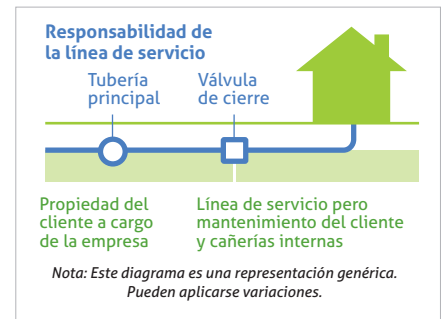 Responsabilidad de
la línea de servicio
Tubería
principal
Válvula
de cierre
Propiedad del
cliente a cargo
de la empresa
Línea de servicio pero
mantenimiento del cliente
y cañerías internas
Nota: Este diagrama es una representación genérica.
Pueden aplicarse variaciones.